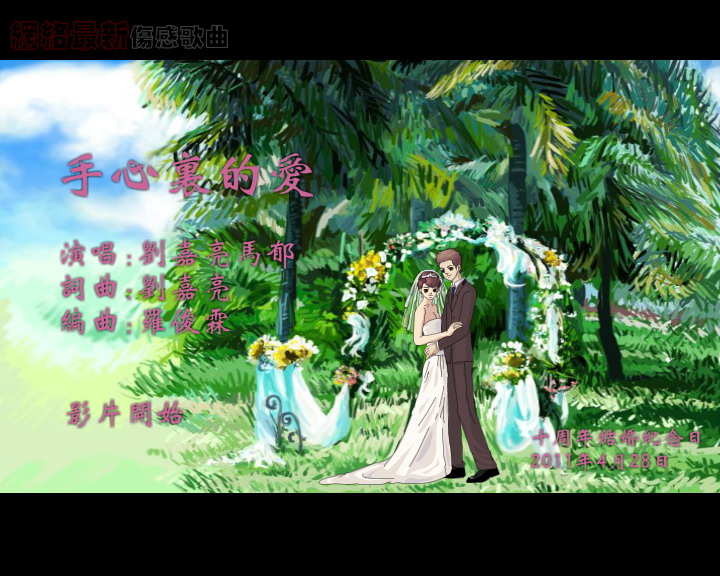 網絡最新傷感歌曲
手心裏的愛
演唱:劉嘉亮馬郁
詞曲:劉嘉亮
編曲:羅俊霖
影片開始
十周年結婚紀念日
2011年4月28日